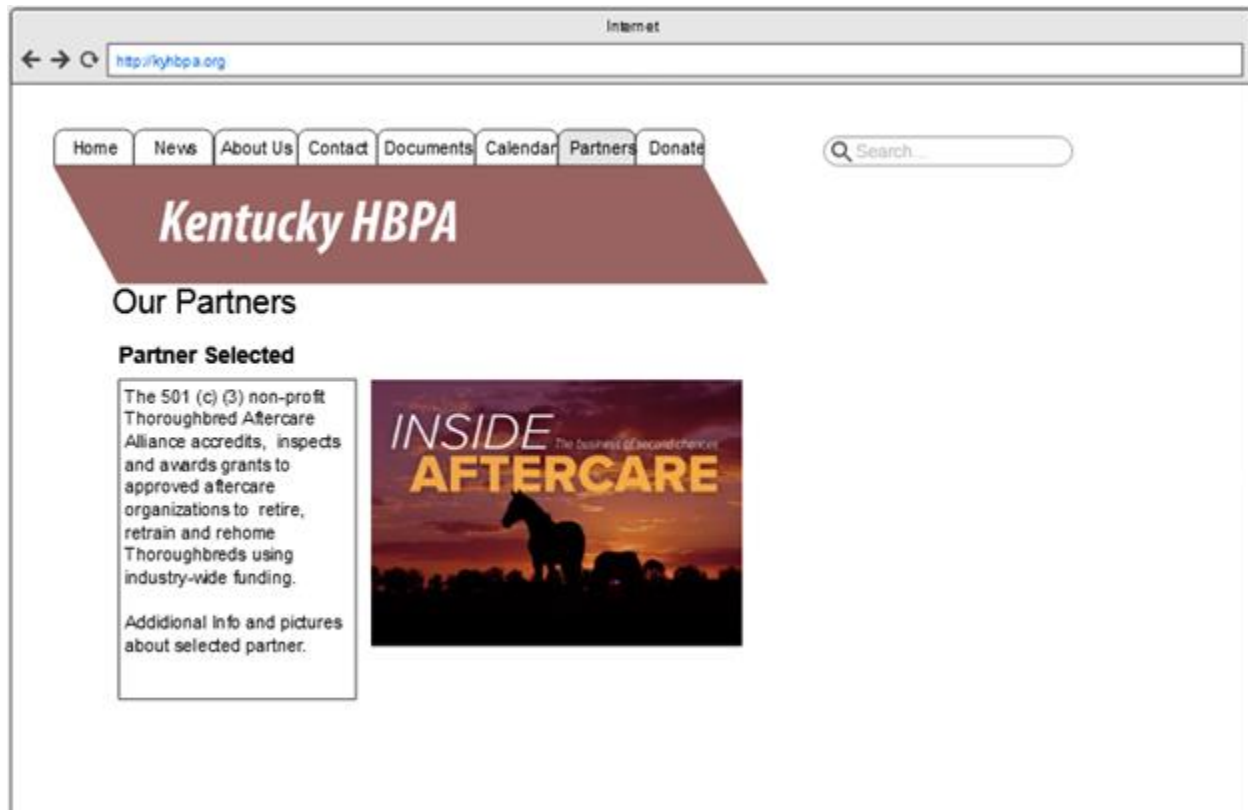 Internet
http://kyhbpa.org
Home News About Us Contact Documents Calendar Partners Donate
Search...
Kentucky HBPA
Our Partners
Partner Selected
The 501 (c) (3) non-profit
Thoroughbred Aftercare
Alliance accredits, inspects
and awards grants to
approved aftercare
organizations to retire,
retrain and rehome
Thoroughbreds using
industry-wide funding.
Addidional Info and pictures
about selected partner.
INSIDE
The business of second chances
AFTERCARE